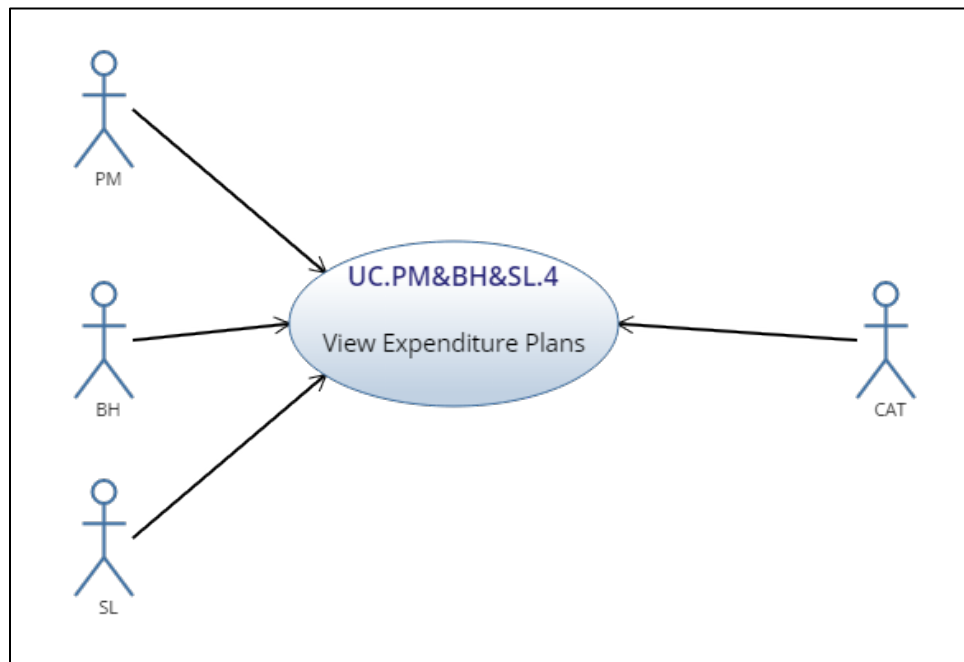 PM
UC.PM&BH&SL.4
View Expenditure Plans
BH
CAT
SL